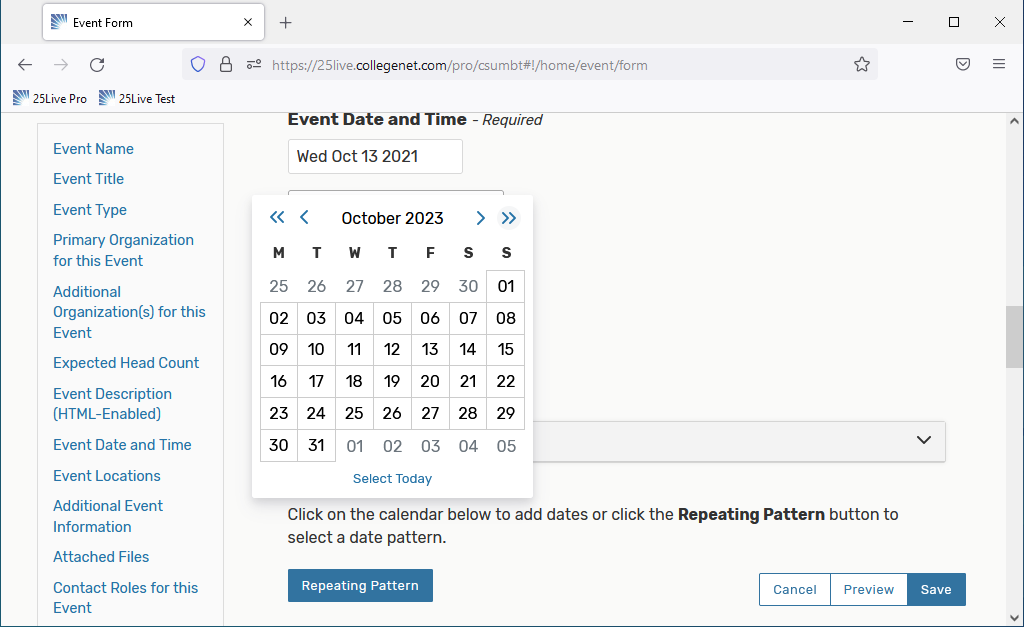 Event Form
https://25live.collegenet.com/pro/csumbt#!/home/event/form
25Live Pro 25Live Test
Event Name
Event Title
Event Type
Primary Organization
for this Event
Additional
Organization(s) for this
Event
Expected Head Count
Event Description
(HTML-Enabled)
Event Date and Time
Event Locations
Additional Event
Information
Attached Files
Contact Roles for this
Event
Event Date and Time - Required
Wed Oct 13 2021
October 2023
M T W T F S S
25 26 27 28 29 30 01
02 03 04 05 06 07 08
09 10 11 12 13 14 15
16 17 18 19 20 21 22
23 24 25 26 27 28 29
30 31 01 02 03 04 05
Select Today
Click on the calendar below to add dates or click the Repeating Pattern button to
select a date pattern.
Repeating Pattern
Cancel Preview Save